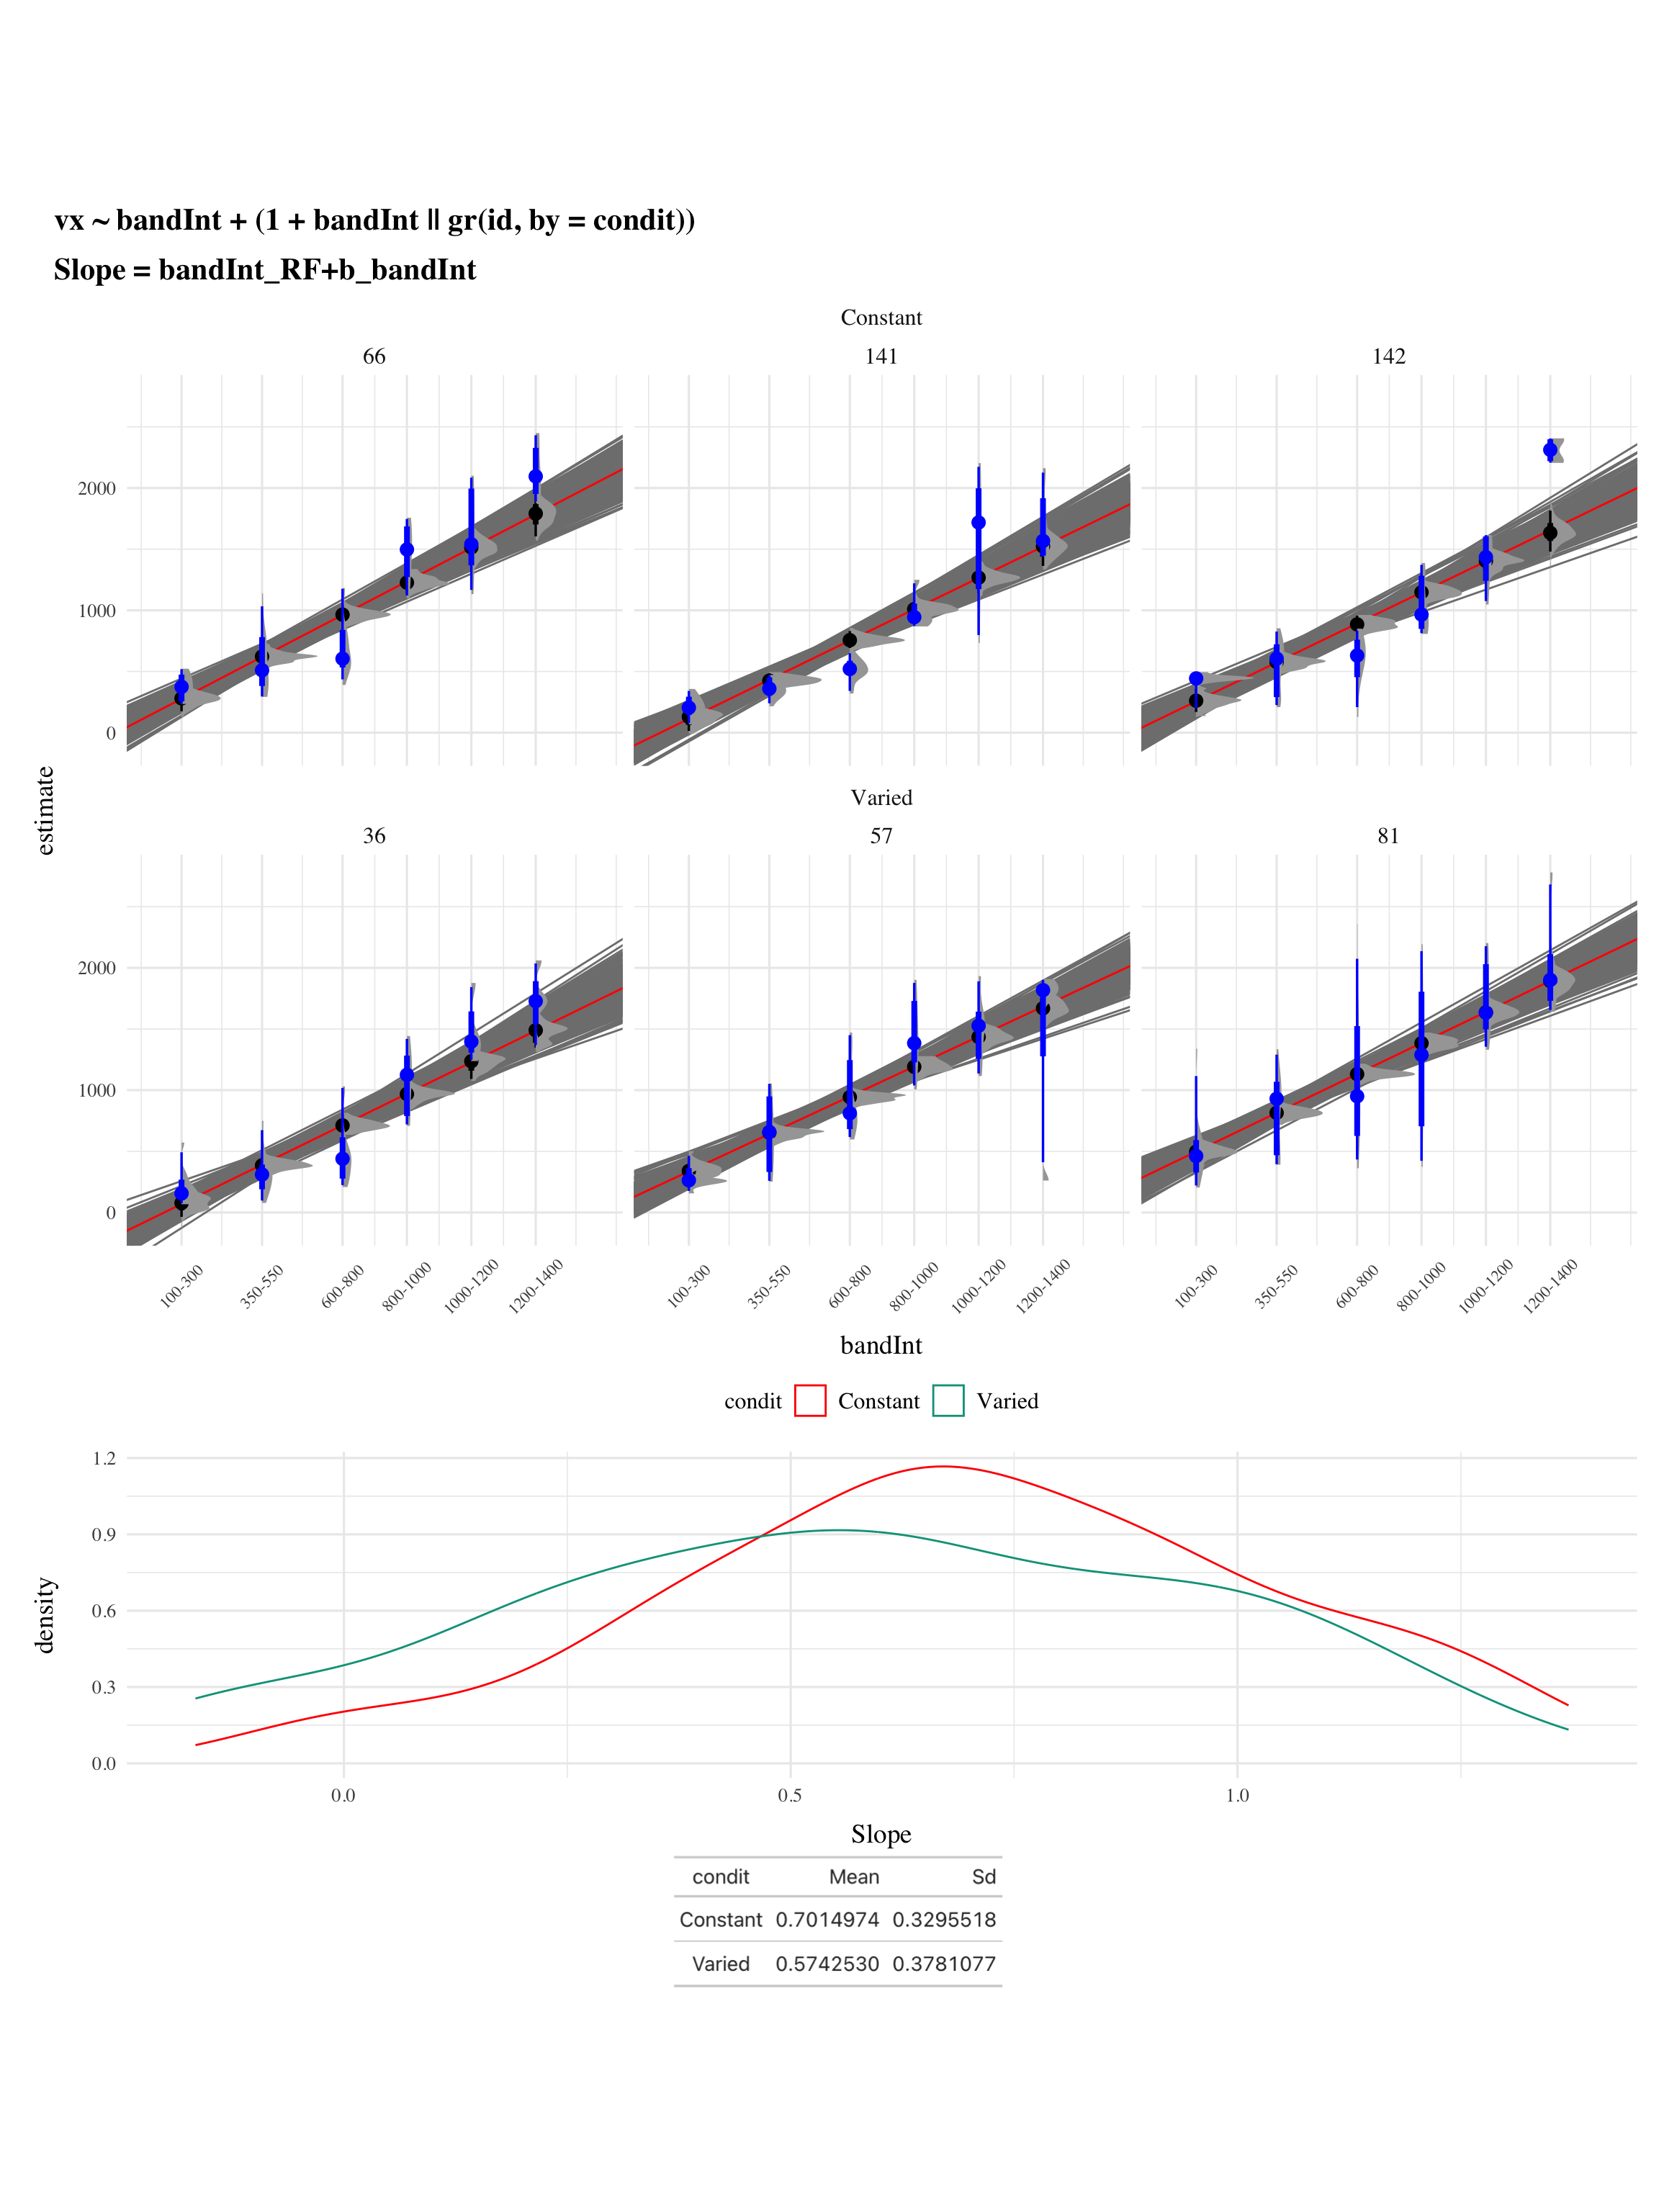 vx ~ bandInt + (1 + bandInt || gr(id, by = condit))
Slope = bandInt_RF+b_bandInt
Constant
66 141 142
2000
1000
0
estimate
Varied
36 57 81
2000
1000
0
100-300 350-550 600-800 800-1000 1000-1200 1200-1400 100-300 350-550 600-800 800-1000 1000-1200 1200-1400 100-300 350-550 600-800 800-1000 1000-1200 1200-1400
bandInt
condit Constant Varied
1.2
0.9
0.6
0.3
0.0
density
0.0 0.5 1.0
Slope
condit Mean Sd
Constant 0.7014974 0.3295518
Varied 0.5742530 0.3781077